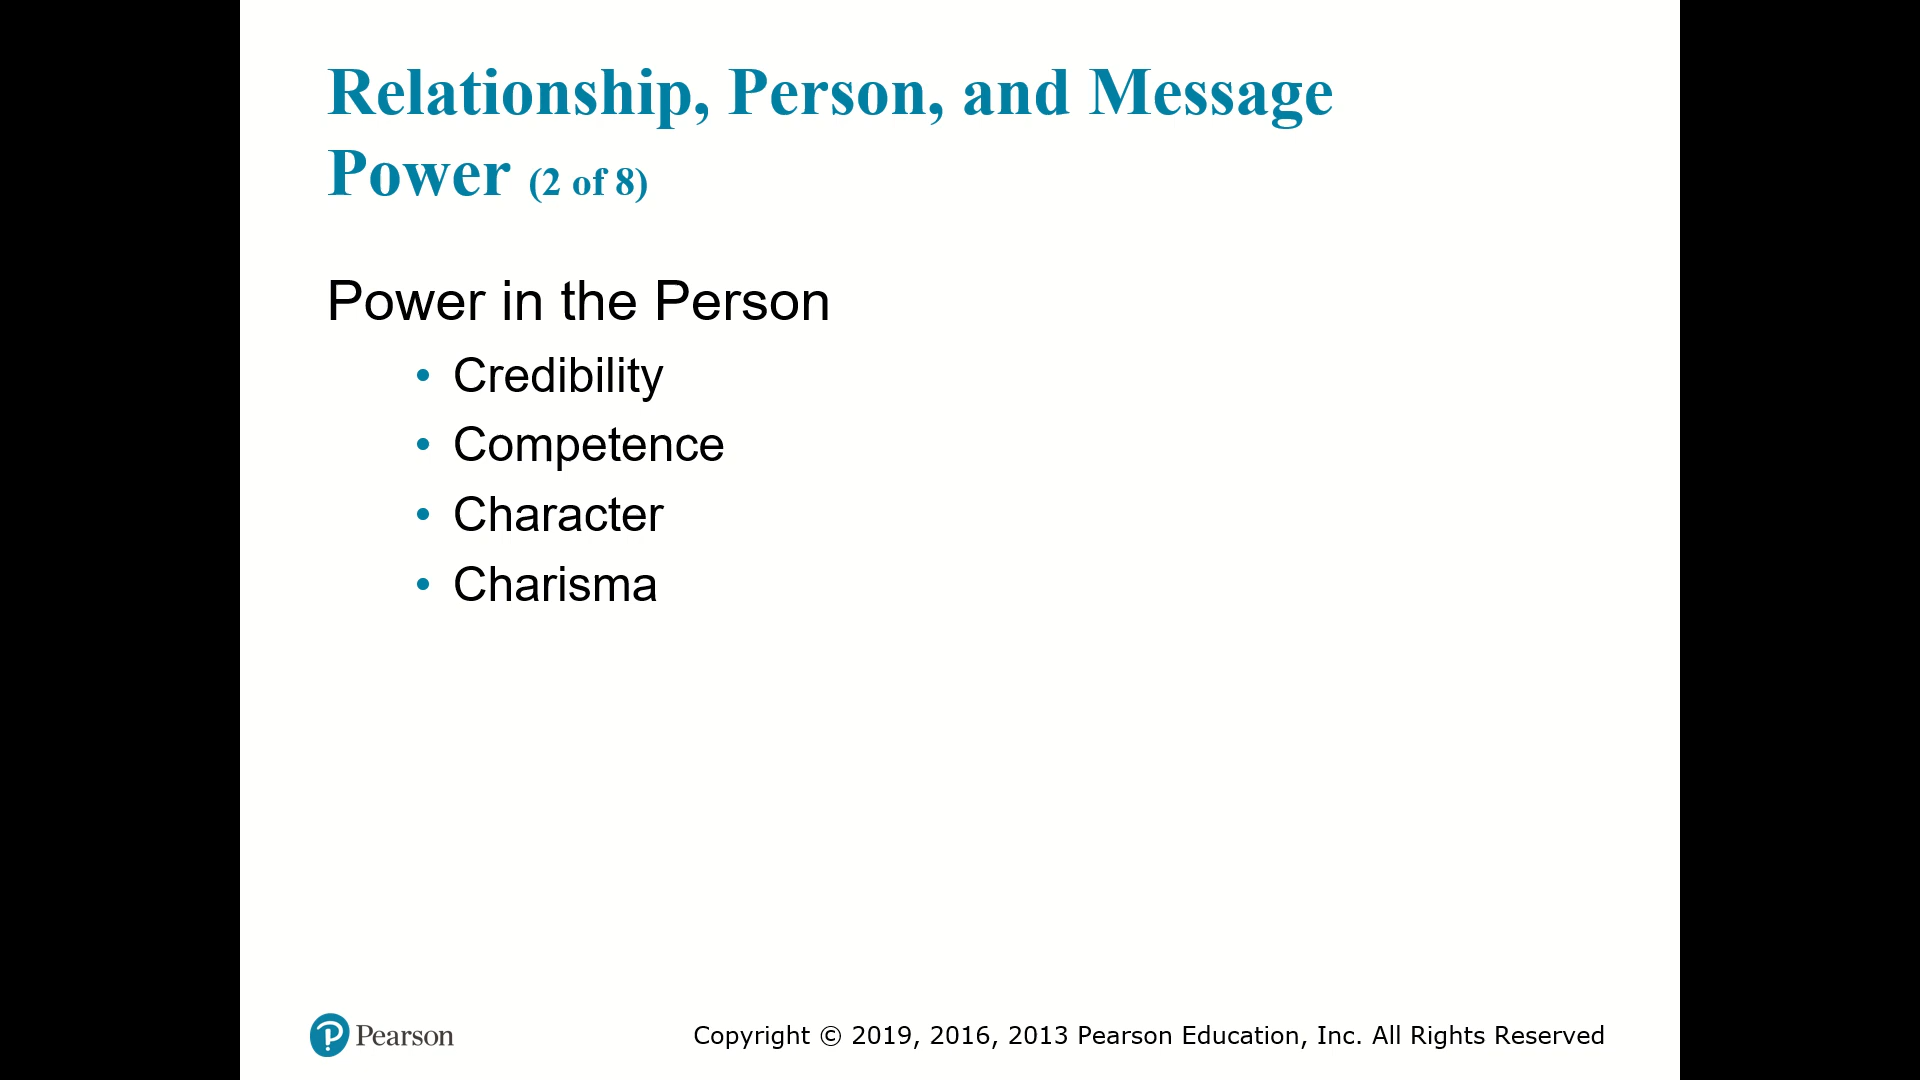 Relationship, Person, and Message
Power (2 of 8)
Power in the Person
• Credibility
• Competence
• Character
• Charisma
Pearson
Copyright © 2019, 2016, 2013 Pearson Education, Inc. All Rights Reserved